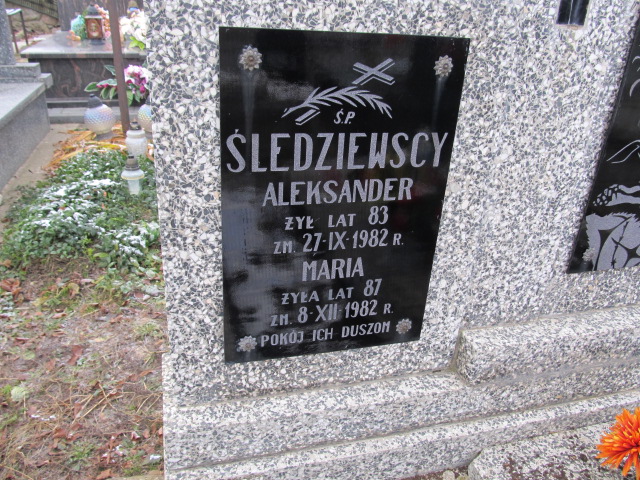 Ś.P.
ŚLEDZIEWSCY
ALEKSANDER
ŻYŁ LAT 83
ZM. 27·IX·1982 R.
MARIA
ŻYŁA LAT 87
ZM. 8·XII·1982 R.
POKÓJ ICH DUSZOM